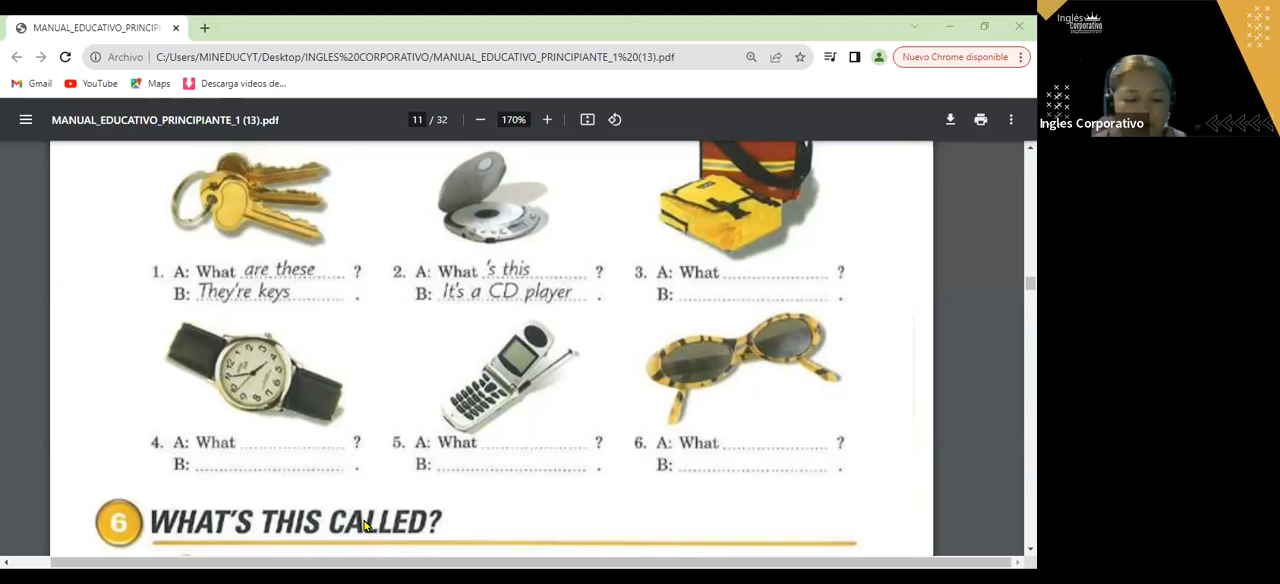 MANUAL_EDUCATIVO_PRINCIPI
Archivo C:/Users/MINEDUCYT/Desktop/INGLES%20CORPORATIVO/MANUAL_EDUCATIVO_PRINCIPIANTE_1%20(13).pdf Nuevo Chrome disponible
Gmail YouTube Maps Descarga videos de...
MANUAL_EDUCATIVO_PRINCIPIANTE_1 (13).pdf 11 / 32 170%
1. A: What are these ?
B: They're keys .
2. A: What 's this ?
B: It's a CD player .
3. A: What ?
B: .
4. A: What ?
B: .
5. A: What ?
B: .
6. A: What ?
B: .
6 WHAT'S THIS CALLED?
Inglés
Corporativo
Ingles Corporativo